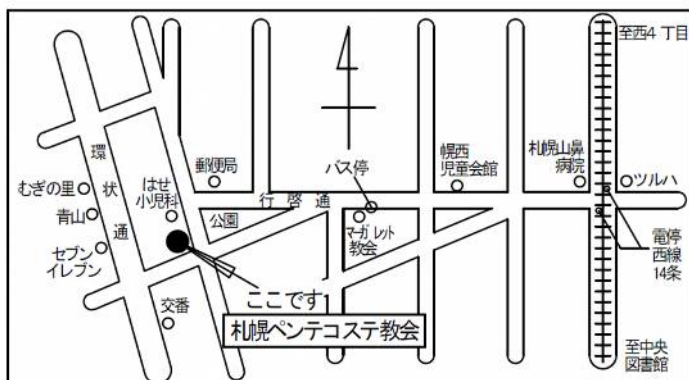 至西4丁目
環状通
郵便局
バス停
幌西
児童会館
札幌山鼻
病院
ツルハ
むぎの里
はせ
小児科
行啓通
青山
公園
マーガレット
教会
セブン
イレブン
電停
西線
14条
ここです
交番
札幌ペンテコステ教会
至中央
図書館